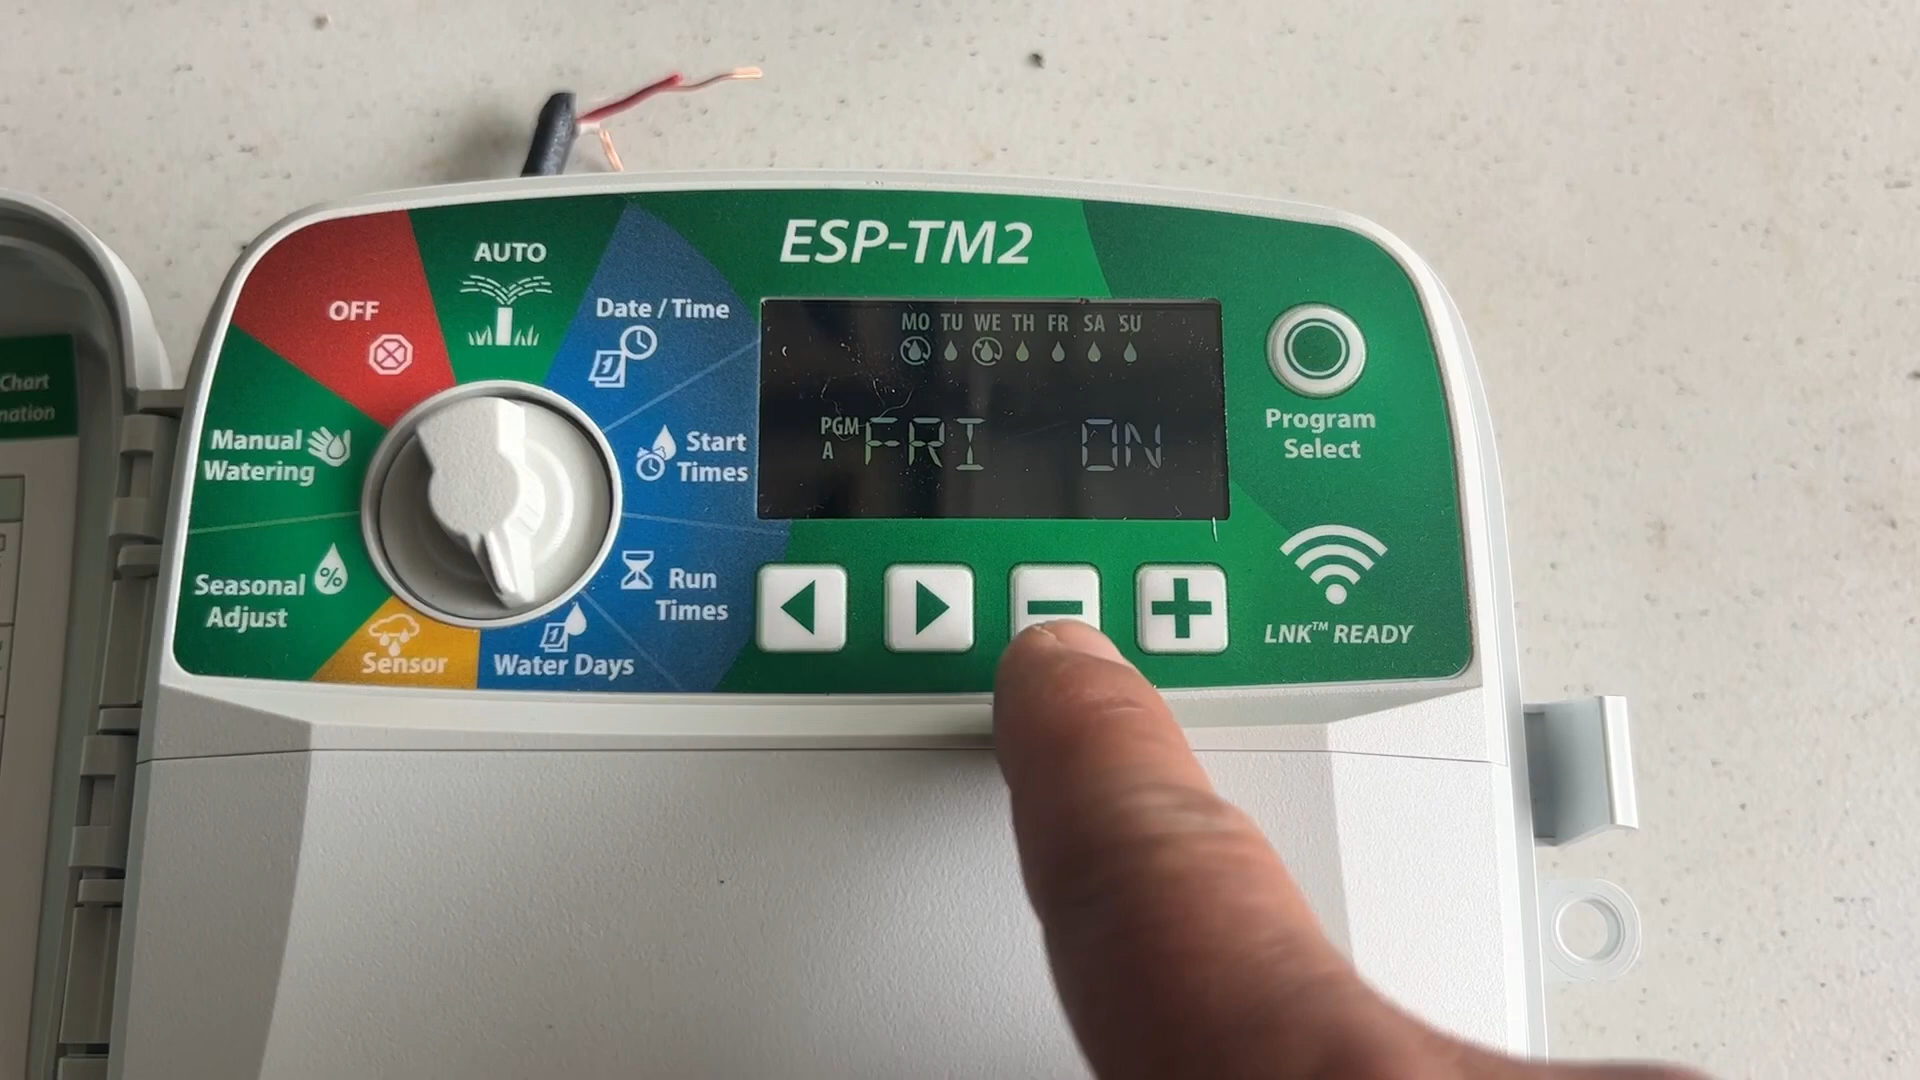 ESP-TM2
AUTO
OFF
Date / Time
Manual
Watering
Start
Times
Seasonal
Adjust
Run
Times
Sensor
Water Days
MO TU WE TH FR SA SU
PGM
A
FRI ON
Program
Select
LNK™ READY
Chart
mation